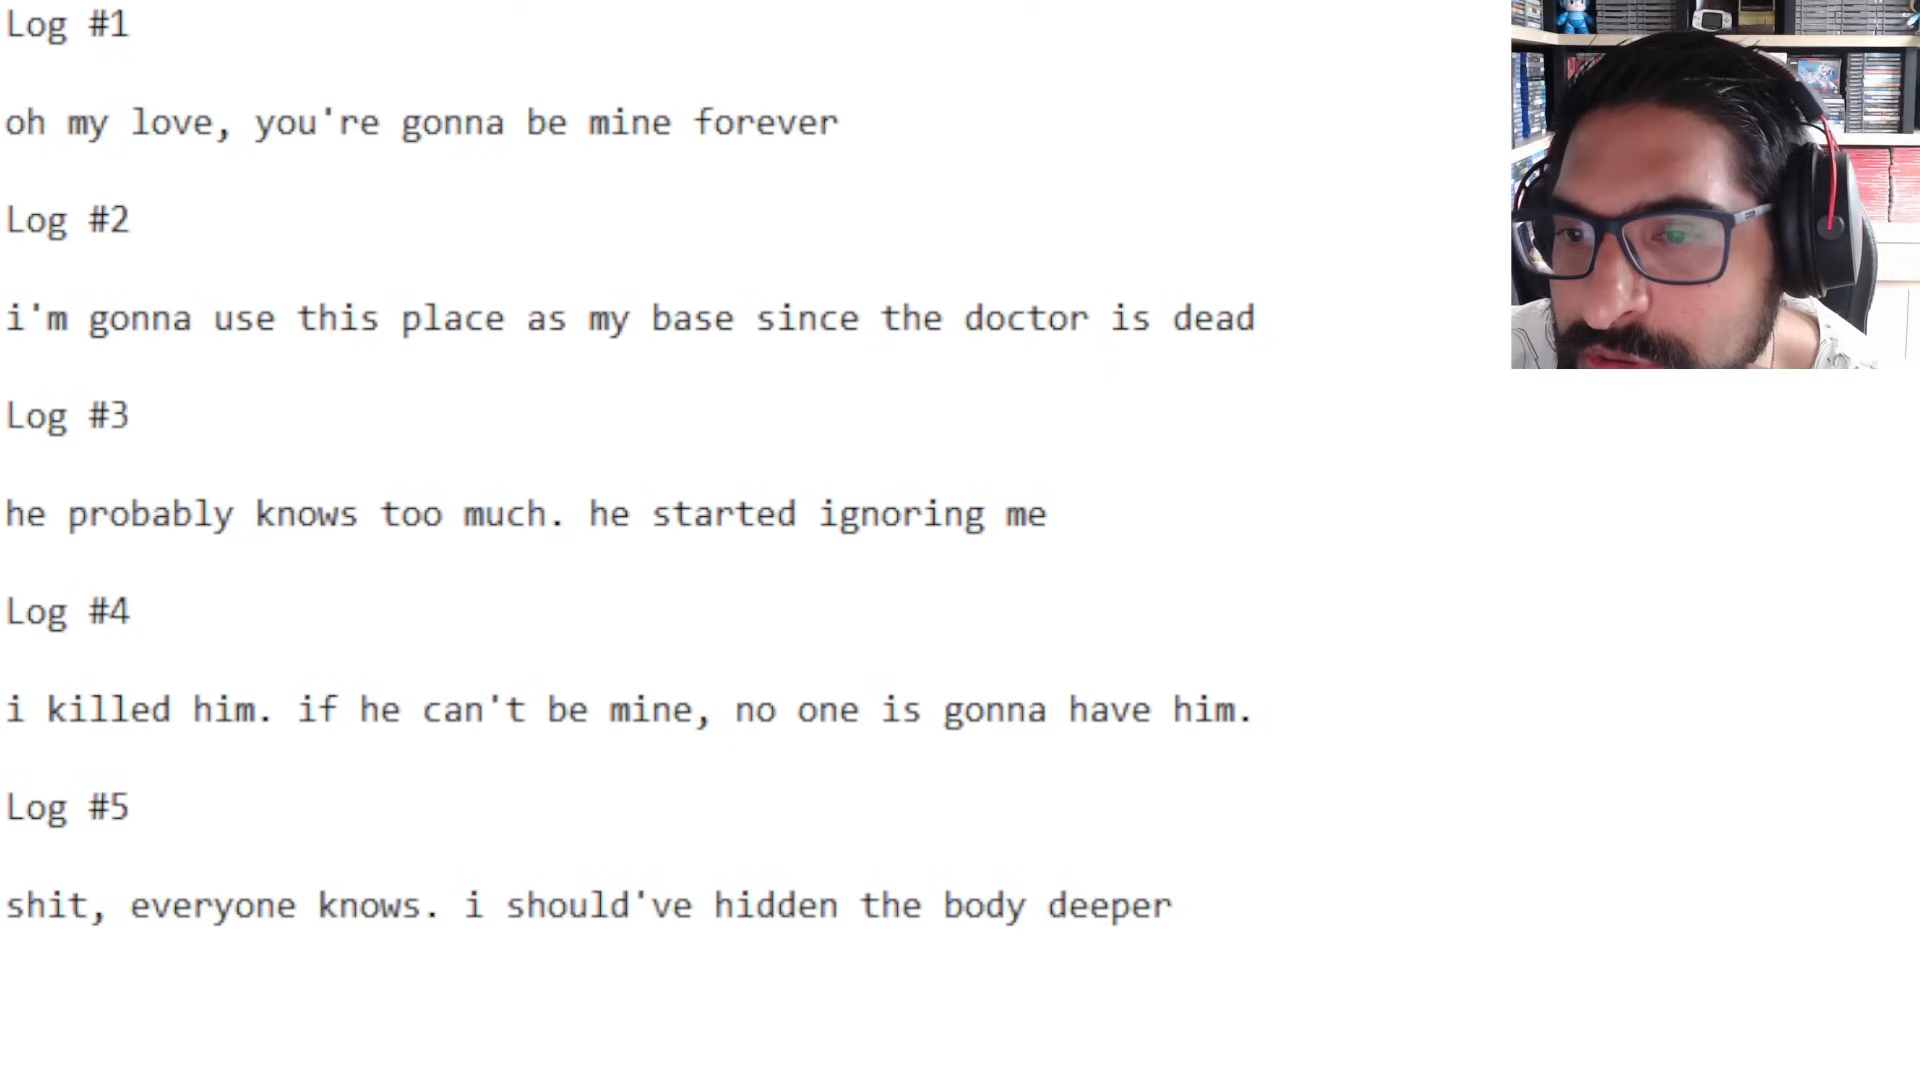 Log #1
oh my love, you're gonna be mine forever
Log #2
i'm gonna use this place as my base since the doctor is dead
Log #3
he probably knows too much. he started ignoring me
Log #4
i killed him. if he can't be mine, no one is gonna have him.
Log #5
shit, everyone knows. i should've hidden the body deeper